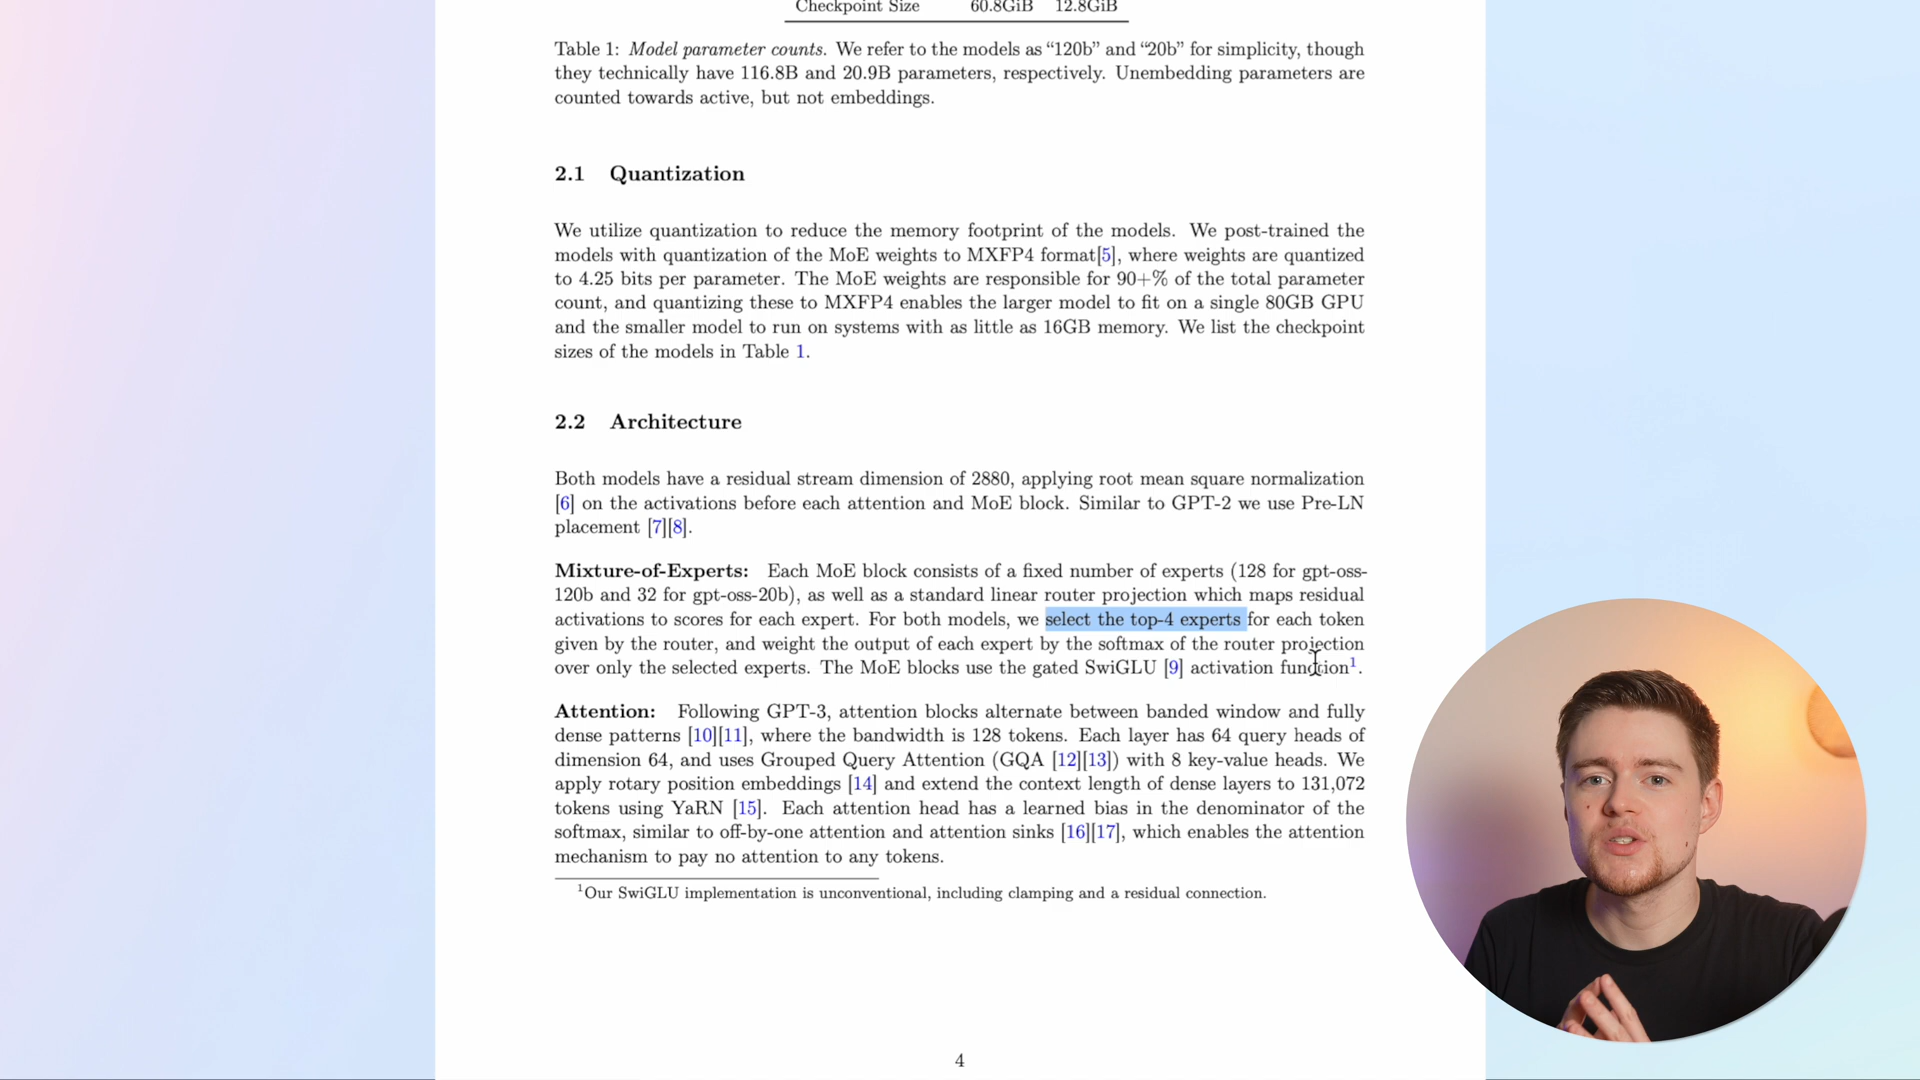 Checkpoint Size 60.8GiB 12.8GiB
Table 1: Model parameter counts. We refer to the models as “120b” and “20b” for simplicity, though
they technically have 116.8B and 20.9B parameters, respectively. Unembedding parameters are
counted towards active, but not embeddings.
2.1 Quantization
We utilize quantization to reduce the memory footprint of the models. We post-trained the
models with quantization of the MoE weights to MXFP4 format[5], where weights are quantized
to 4.25 bits per parameter. The MoE weights are responsible for 90+% of the total parameter
count, and quantizing these to MXFP4 enables the larger model to fit on a single 80GB GPU
and the smaller model to run on systems with as little as 16GB memory. We list the checkpoint
sizes of the models in Table 1.
2.2 Architecture
Both models have a residual stream dimension of 2880, applying root mean square normalization
[6] on the activations before each attention and MoE block. Similar to GPT-2 we use Pre-LN
placement [7][8].
Mixture-of-Experts: Each MoE block consists of a fixed number of experts (128 for gpt-oss-
120b and 32 for gpt-oss-20b), as well as a standard linear router projection which maps residual
activations to scores for each expert. For both models, we select the top-4 experts for each token
given by the router, and weight the output of each expert by the softmax of the router projection
over only the selected experts. The MoE blocks use the gated SwiGLU [9] activation function1.
Attention: Following GPT-3, attention blocks alternate between banded window and fully
dense patterns [10][11], where the bandwidth is 128 tokens. Each layer has 64 query heads of
dimension 64, and uses Grouped Query Attention (GQA [12][13]) with 8 key-value heads. We
apply rotary position embeddings [14] and extend the context length of dense layers to 131,072
tokens using YaRN [15]. Each attention head has a learned bias in the denominator of the
softmax, similar to off-by-one attention and attention sinks [16][17], which enables the attention
mechanism to pay no attention to any tokens.
1Our SwiGLU implementation is unconventional, including clamping and a residual connection.
4